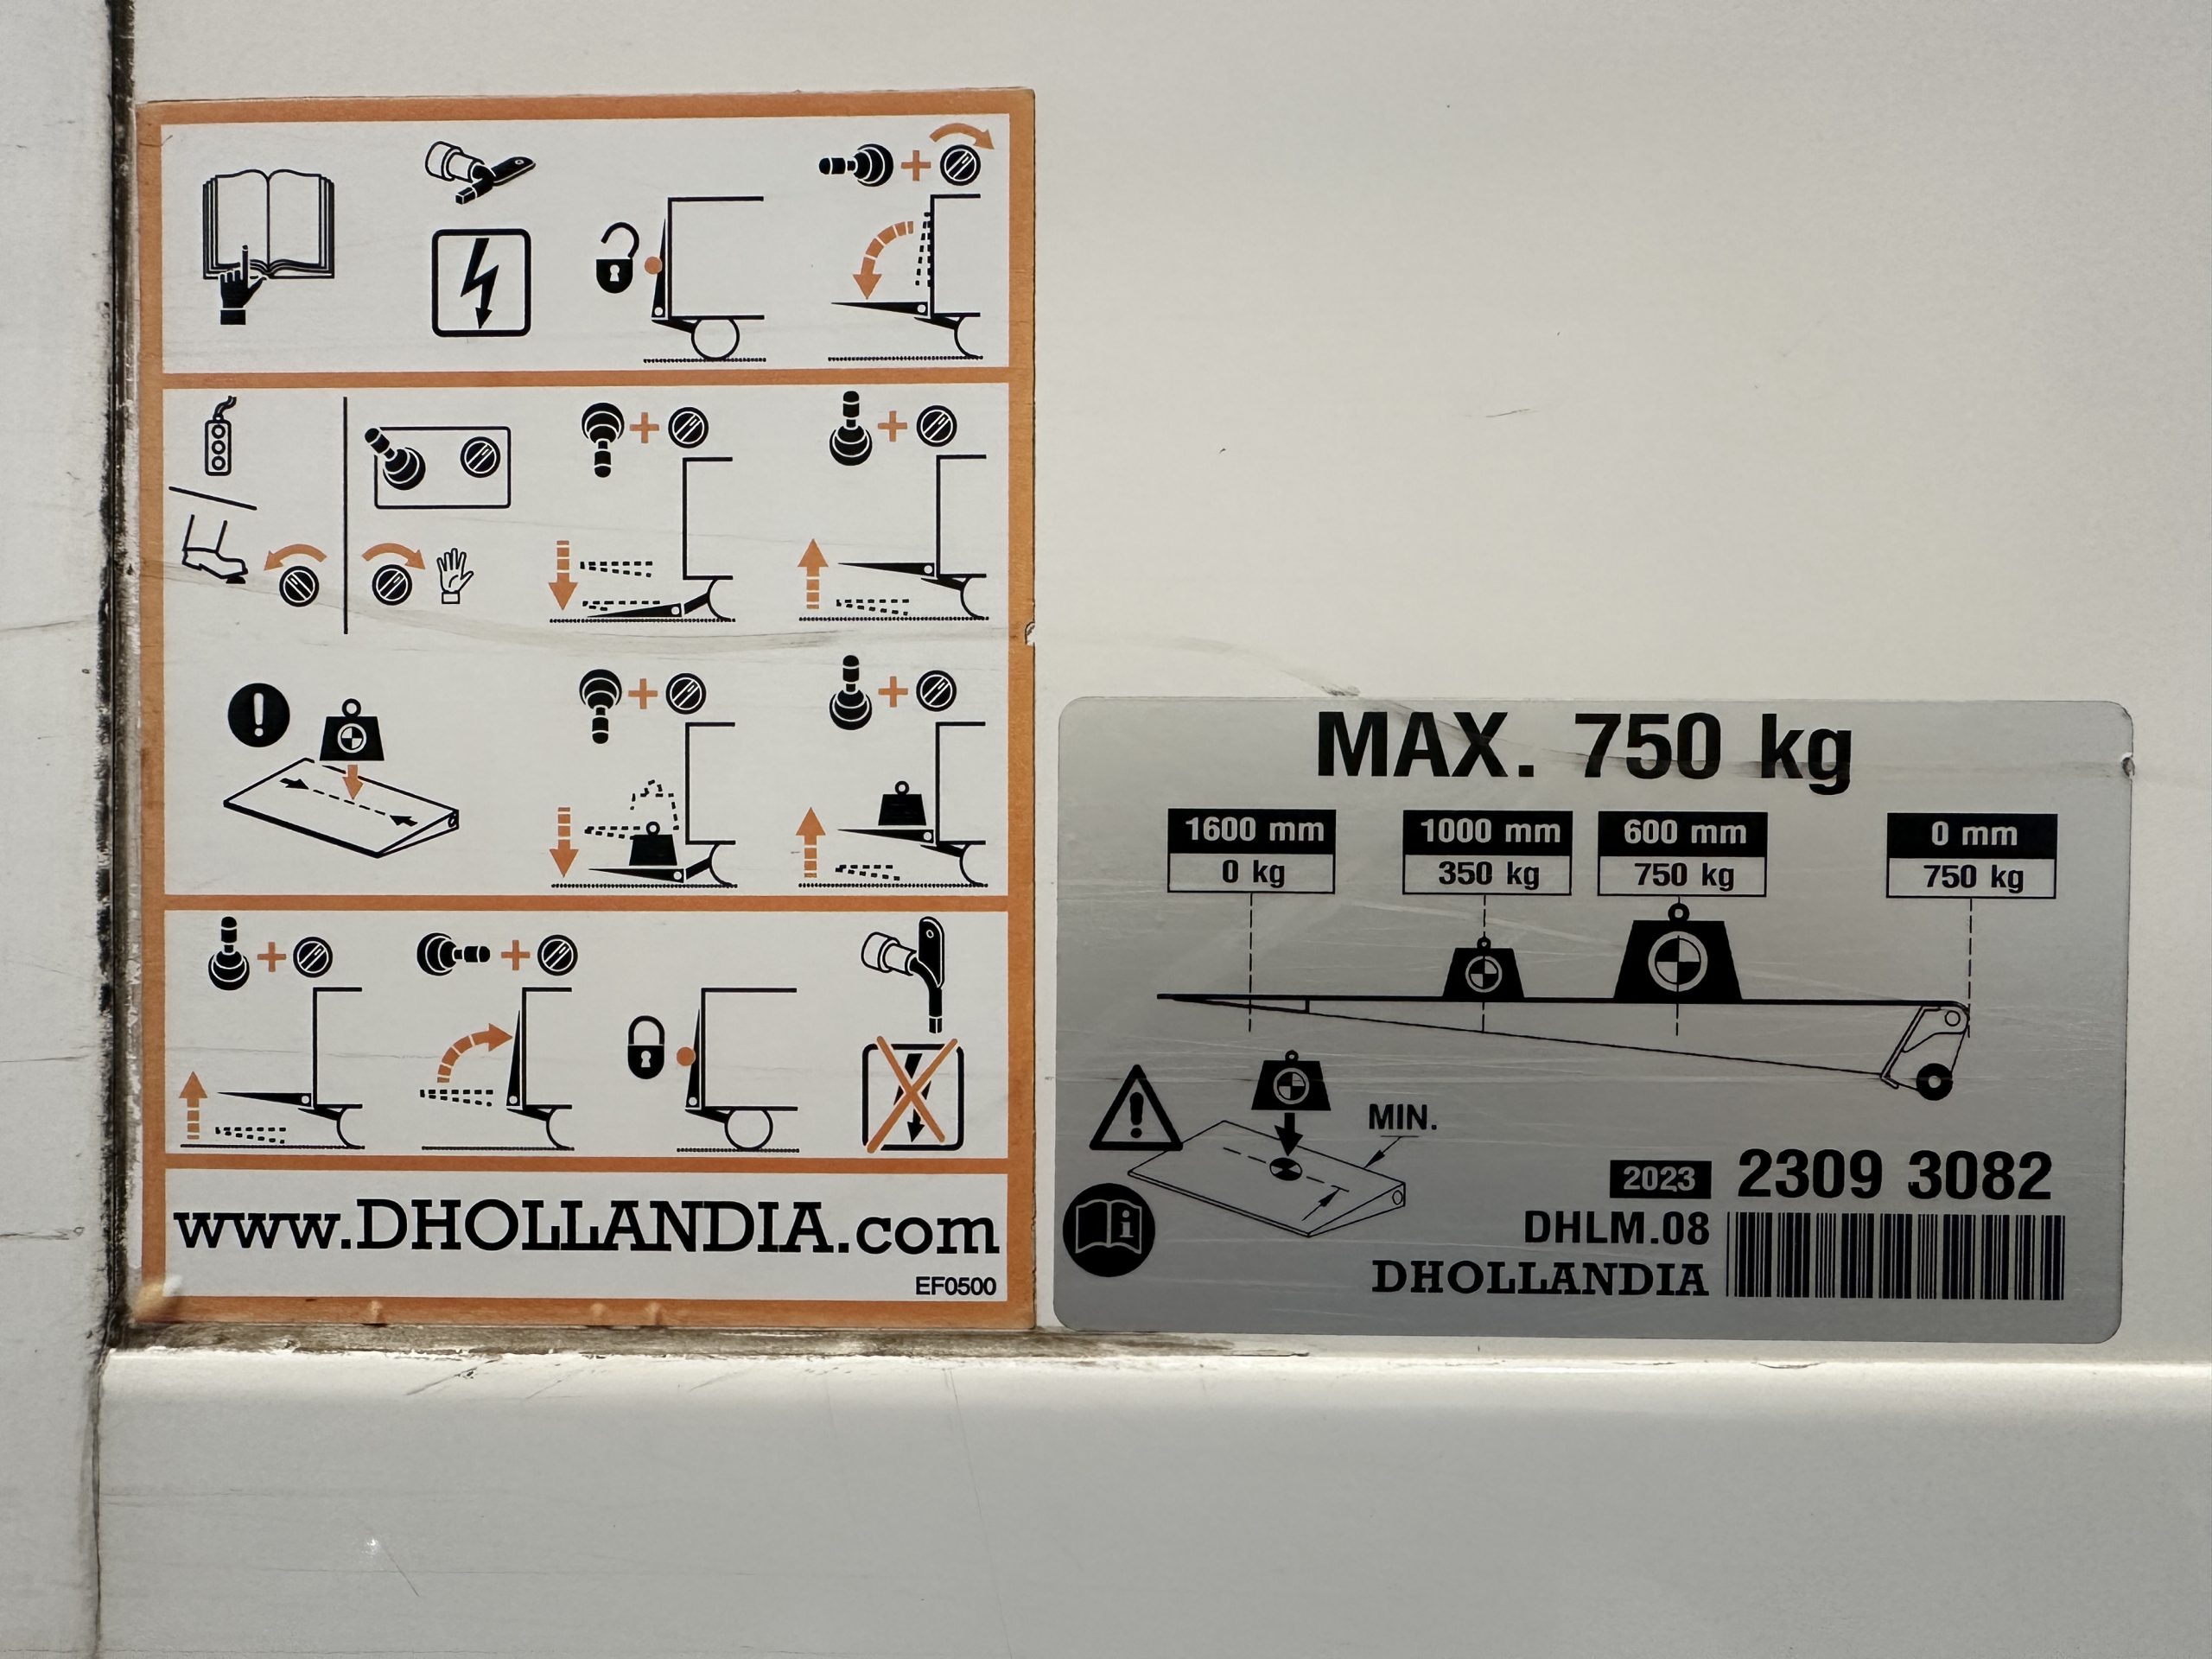 www.DHOLLANDIA.com
EF0500
MAX. 750 kg
1600 mm 1000 mm 600 mm 0 mm
0 kg 350 kg 750 kg 750 kg
MIN.
2023 2309 3082
DHLM.08
DHOLLANDIA